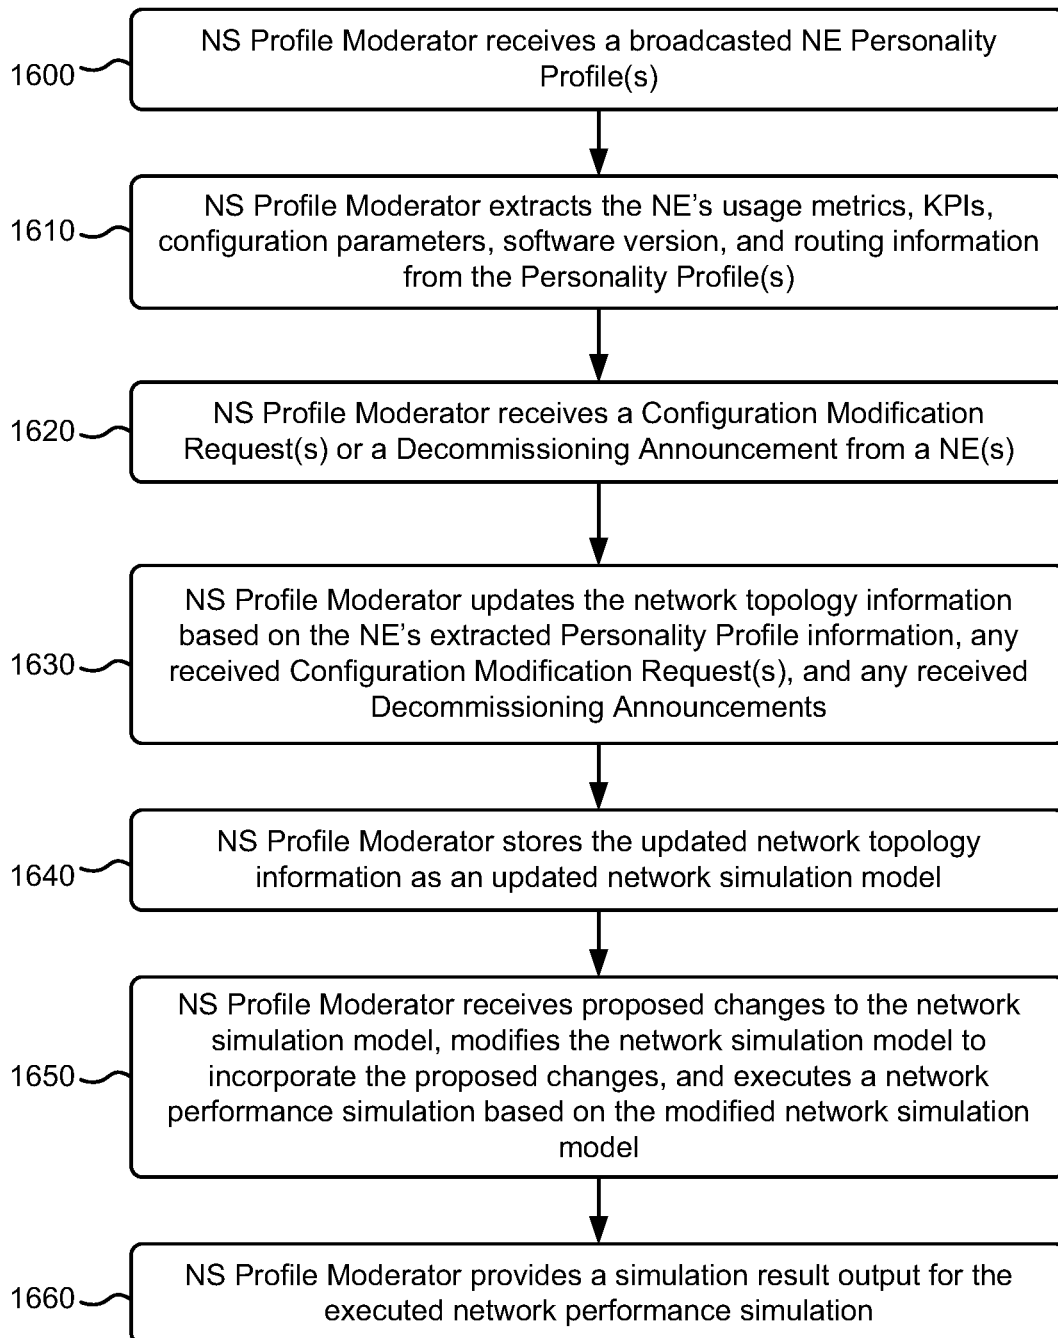 NS Profile Moderator receives a broadcasted NE Personality
Profile(s)
1600
NS Profile Moderator extracts the NE's usage metrics, KPIs,
configuration parameters, software version, and routing information
from the Personality Profile(s)
1610
NS Profile Moderator receives a Configuration Modification
Request(s) or a Decommissioning Announcement from a NE(s)
1620
NS Profile Moderator updates the network topology information
based on the NE's extracted Personality Profile information, any
received Configuration Modification Request(s), and any received
Decommissioning Announcements
1630
NS Profile Moderator stores the updated network topology
information as an updated network simulation model
1640
NS Profile Moderator receives proposed changes to the network
simulation model, modifies the network simulation model to
incorporate the proposed changes, and executes a network
performance simulation based on the modified network simulation
model
1650
NS Profile Moderator provides a simulation result output for the
executed network performance simulation
1660